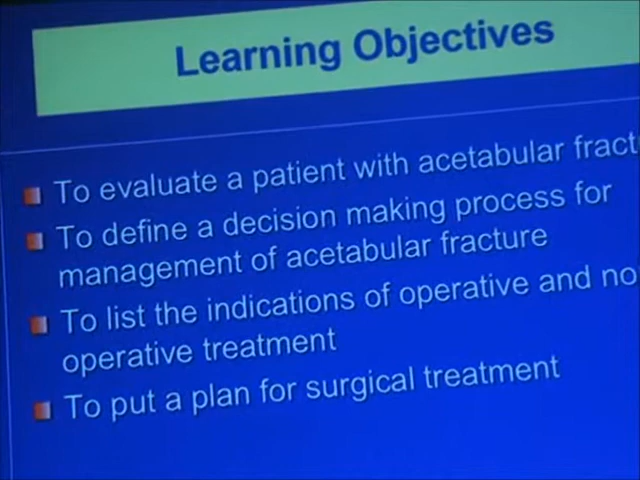 Learning Objectives
To evaluate a patient with acetabular fract
To define a decision making process for
management of acetabular fracture
To list the indications of operative and no
operative treatment
To put a plan for surgical treatment